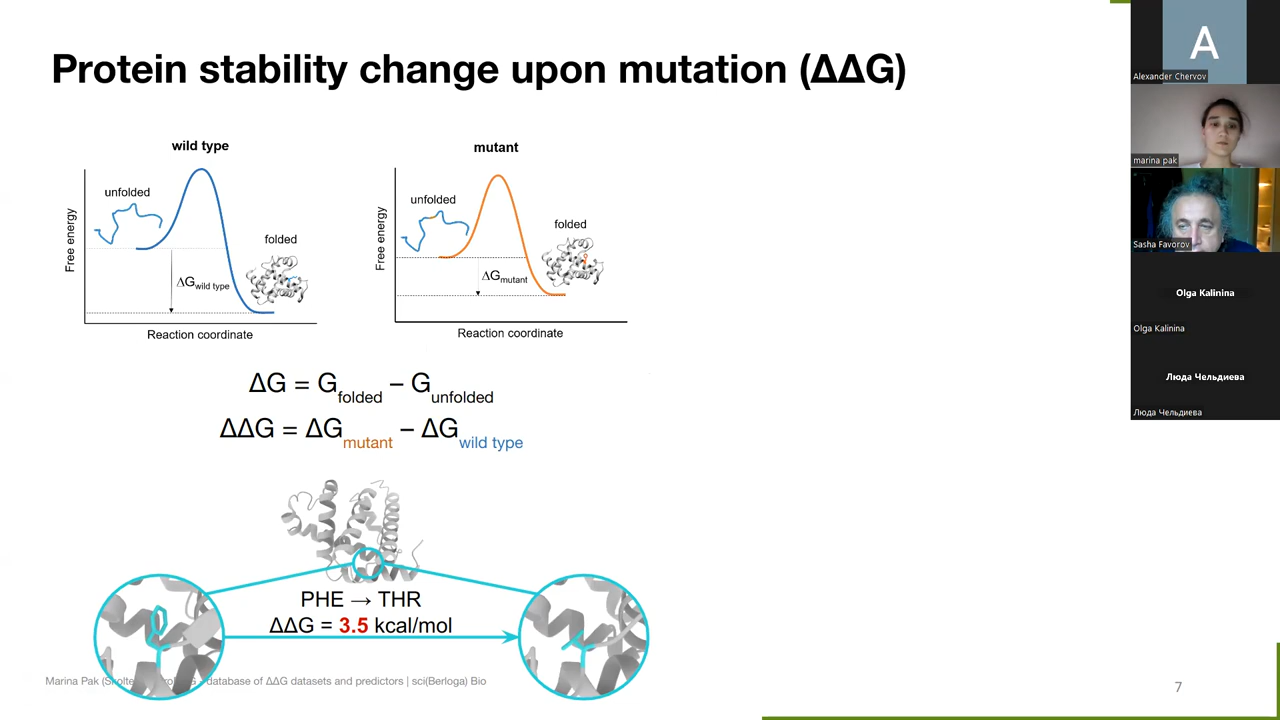 Protein stability change upon mutation (ΔΔG)
wild type
unfolded
folded
Free energy
ΔGwild type
Reaction coordinate
mutant
unfolded
folded
Free energy
ΔGmutant
Reaction coordinate
ΔG = Gfolded – Gunfolded
ΔΔG = ΔGmutant – ΔGwild type
PHE → THR
ΔΔG = 3.5 kcal/mol
Marina Pak - database of ΔΔG datasets and predictors | sci(Berloga) Bio
7
A
Alexander Chervov
marina pak
Sasha Favorov
Olga Kalinina
Olga Kalinina
Люда Чельдиева
Люда Чельдиева